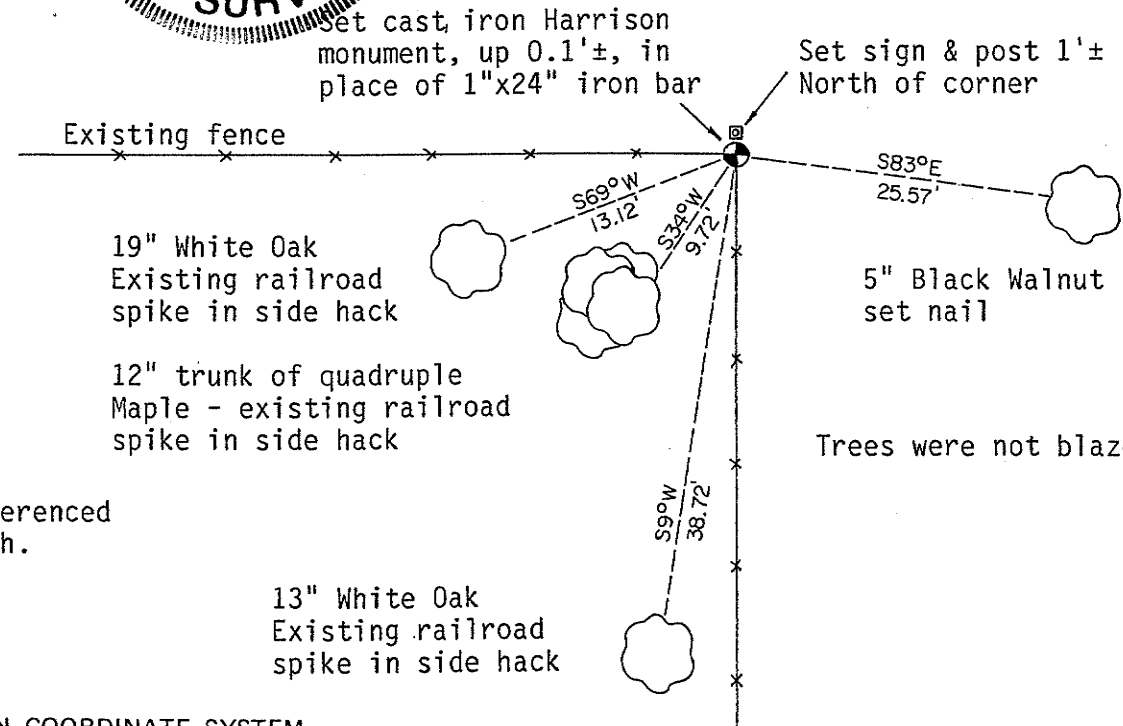 SURV
Set cast iron Harrison
monument, up 0.1'±, in
place of 1"x24" iron bar
Set sign & post 1'±
North of corner
Existing fence
S83°E
25.57'
S69°W
13.12'
S34°W
9.72'
19" White Oak
Existing railroad
spike in side hack
5" Black Walnut
set nail
12" trunk of quadruple
Maple - existing railroad
spike in side hack
Trees were not blaz
S9°W
38.72'
erenced
h.
13" White Oak
Existing railroad
spike in side hack
N COORDINATE SYSTEM